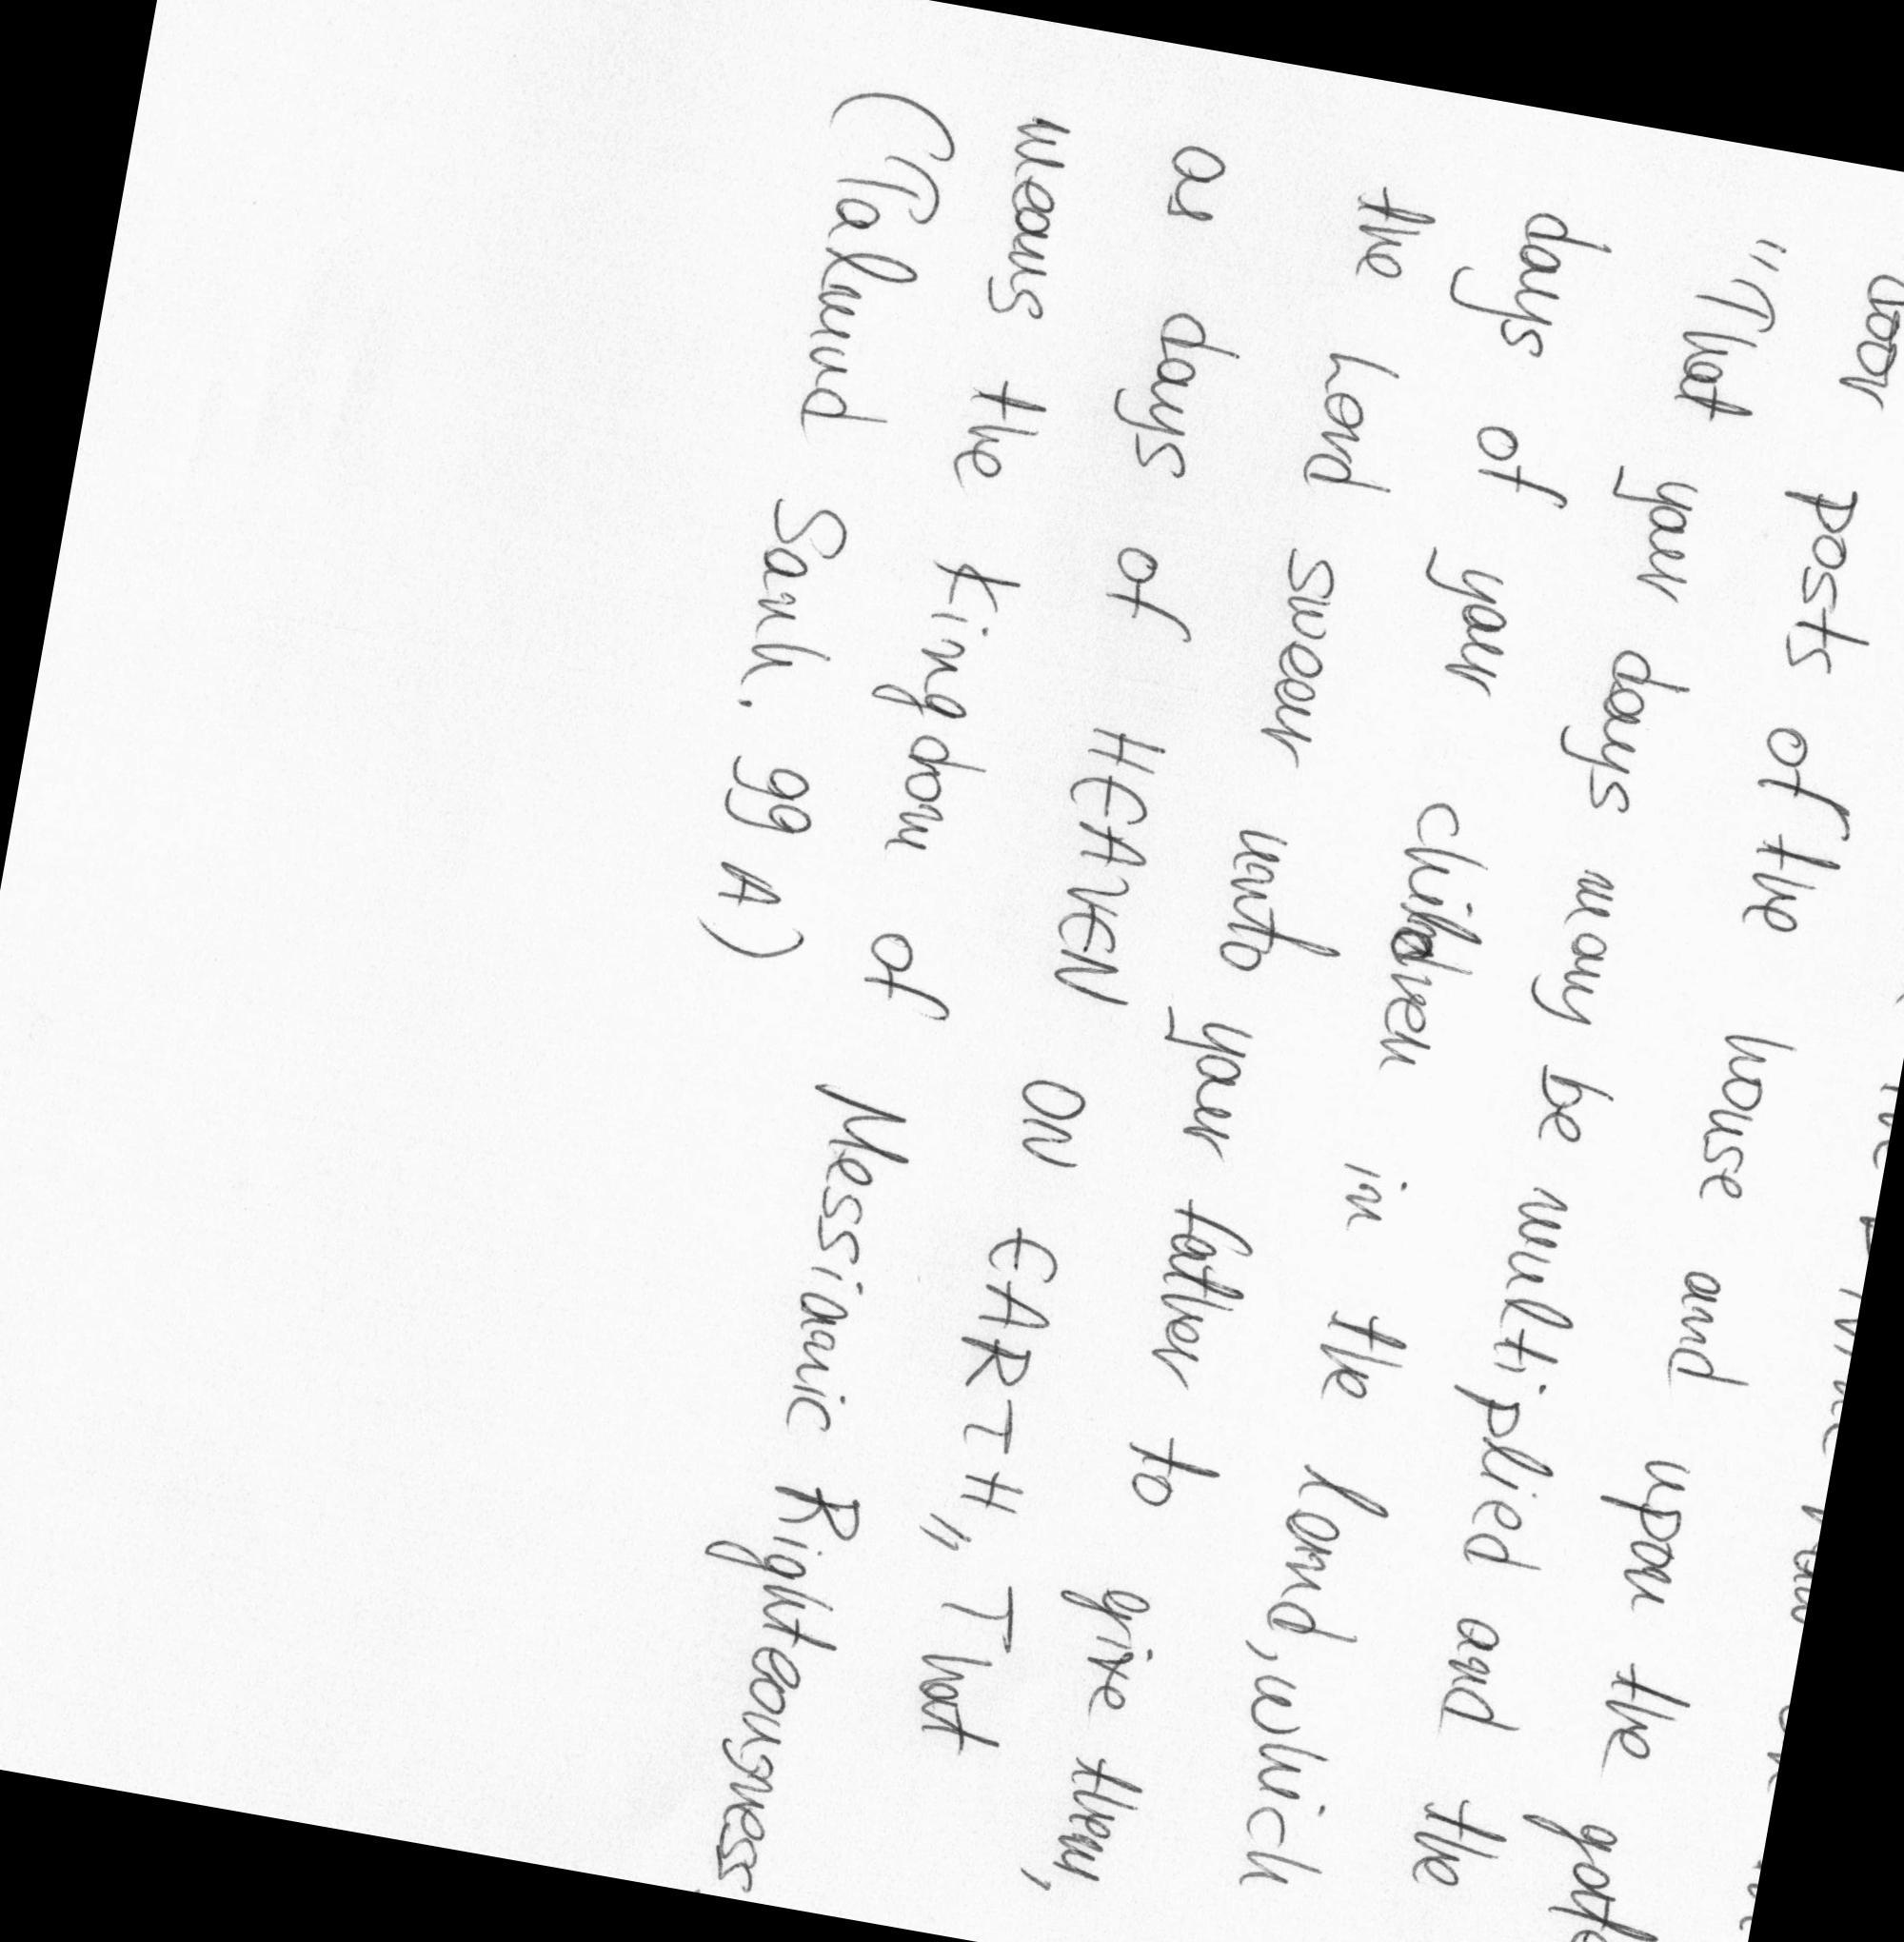 door posts of the house and upon the gate
"That your days may be multiplied and the
days of your children in the land, which
the Lord swear unto your father to give them,
as days of HEAVEN ON EARTH" That
means the kingdom of Messianic Righteousness
(Talmud Sanh. 99 A)